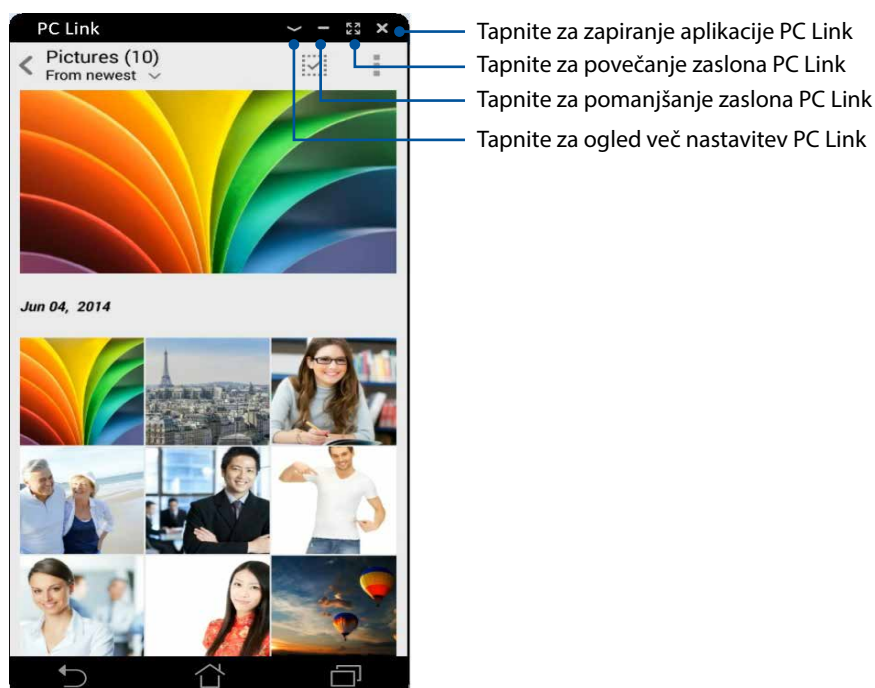 PC Link
Pictures (10)
From newest
Jun 04, 2014
Tapnite za zapiranje aplikacije PC Link
Tapnite za povečanje zaslona PC Link
Tapnite za pomanjšanje zaslona PC Link
Tapnite za ogled več nastavitev PC Link